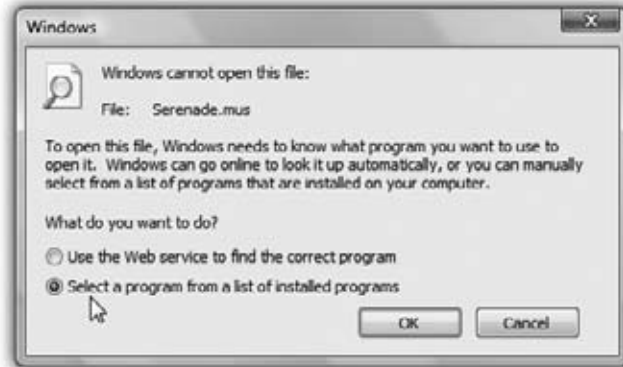 Windows
Windows cannot open this file:
File: Serenade.mus
To open this file, Windows needs to know what program you want to use to
open it. Windows can go online to look it up automatically, or you can manually
select from a list of programs that are installed on your computer.
What do you want to do?
Use the Web service to find the correct program
Select a program from a list of installed programs
OK
Cancel